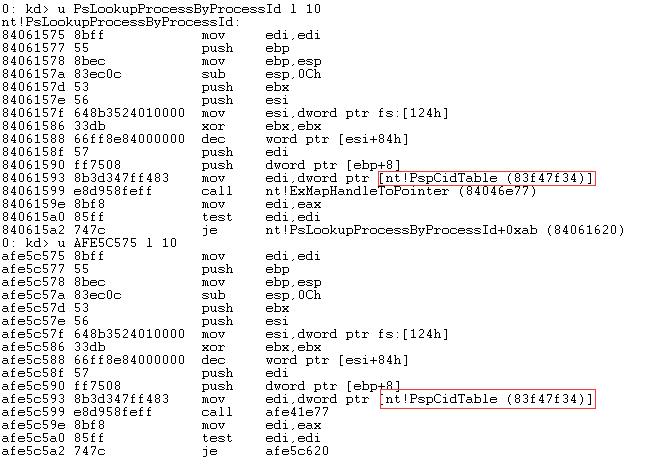 0: kd> u PsLookupProcessByProcessId l 10
nt!PsLookupProcessByProcessId:
84061575 8bff mov edi,edi
84061577 55 push ebp
84061578 8bec mov ebp,esp
8406157a 83ec0c sub esp,0Ch
8406157d 53 push ebx
8406157e 56 push esi
8406157f 648b3524010000 mov esi,dword ptr fs:[124h]
84061586 33db xor ebx,ebx
84061588 66ff8e84000000 dec word ptr [esi+84h]
8406158f 57 push edi
84061590 ff7508 push dword ptr [ebp+8]
84061593 8b3d347ff483 mov edi,dword ptr [nt!PspCidTable (83f47f34)]
84061599 e8d958feff call nt!ExMapHandleToPointer (84046e77)
8406159e 8bf8 mov edi,eax
840615a0 85ff test edi,edi
840615a2 747c je nt!PsLookupProcessByProcessId+0xab (84061620)
0: kd> u AFE5C575 l 10
afe5c575 8bff mov edi,edi
afe5c577 55 push ebp
afe5c578 8bec mov ebp,esp
afe5c57a 83ec0c sub esp,0Ch
afe5c57d 53 push ebx
afe5c57e 56 push esi
afe5c57f 648b3524010000 mov esi,dword ptr fs:[124h]
afe5c586 33db xor ebx,ebx
afe5c588 66ff8e84000000 dec word ptr [esi+84h]
afe5c58f 57 push edi
afe5c590 ff7508 push dword ptr [ebp+8]
afe5c593 8b3d347ff483 mov edi,dword ptr [nt!PspCidTable (83f47f34)]
afe5c599 e8d958feff call afe41e77
afe5c59e 8bf8 mov edi,eax
afe5c5a0 85ff test edi,edi
afe5c5a2 747c je afe5c620